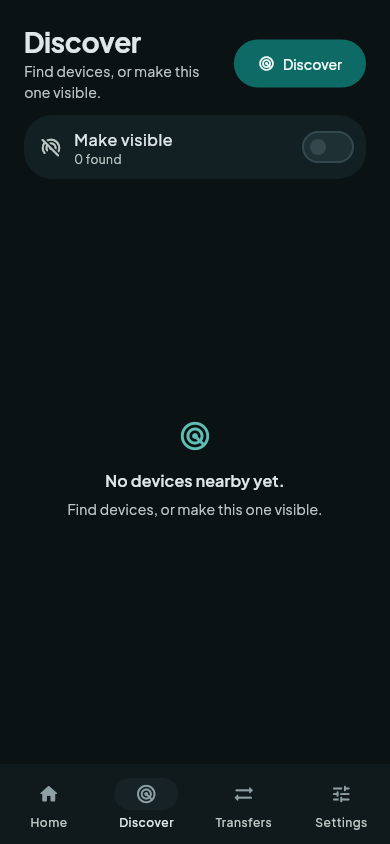 Discover
Find devices, or make this
one visible.
Discover
Make visible
0 found
No devices nearby yet.
Find devices, or make this one visible.
Home
Discover
Transfers
Settings